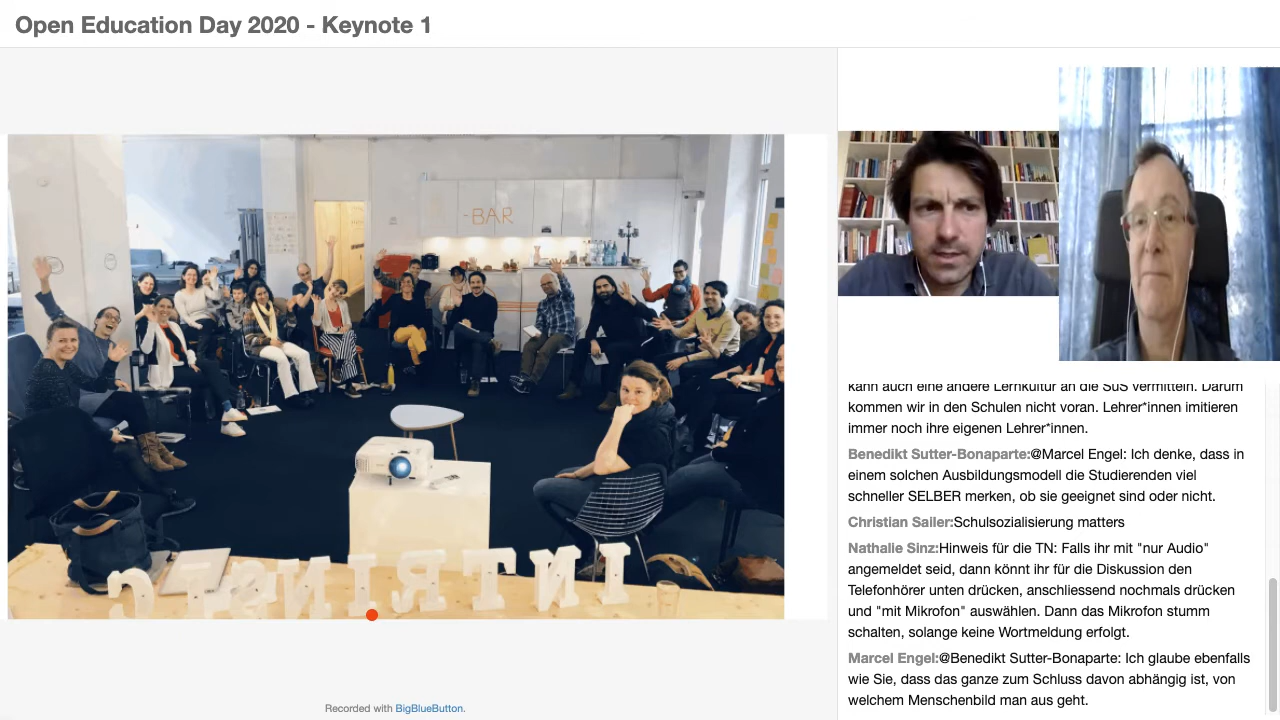 Open Education Day 2020 - Keynote 1
-BAR
INTRINSIC
Recorded with BigBlueButton.
kann auch eine andere Lernkultur an die SuS vermitteln. Darum
kommen wir in den Schulen nicht voran. Lehrer*innen imitieren
immer noch ihre eigenen Lehrer*innen.
Benedikt Sutter-Bonaparte:@Marcel Engel: Ich denke, dass in
einem solchen Ausbildungsmodell die Studierenden viel
schneller SELBER merken, ob sie geeignet sind oder nicht.
Christian Sailer:Schulsozialisierung matters
Nathalie Sinz:Hinweis für die TN: Falls ihr mit "nur Audio"
angemeldet seid, dann könnt ihr für die Diskussion den
Telefonhörer unten drücken, anschliessend nochmals drücken
und "mit Mikrofon" auswählen. Dann das Mikrofon stumm
schalten, solange keine Wortmeldung erfolgt.
Marcel Engel:@Benedikt Sutter-Bonaparte: Ich glaube ebenfalls
wie Sie, dass das ganze zum Schluss davon abhängig ist, von
welchem Menschenbild man aus geht.